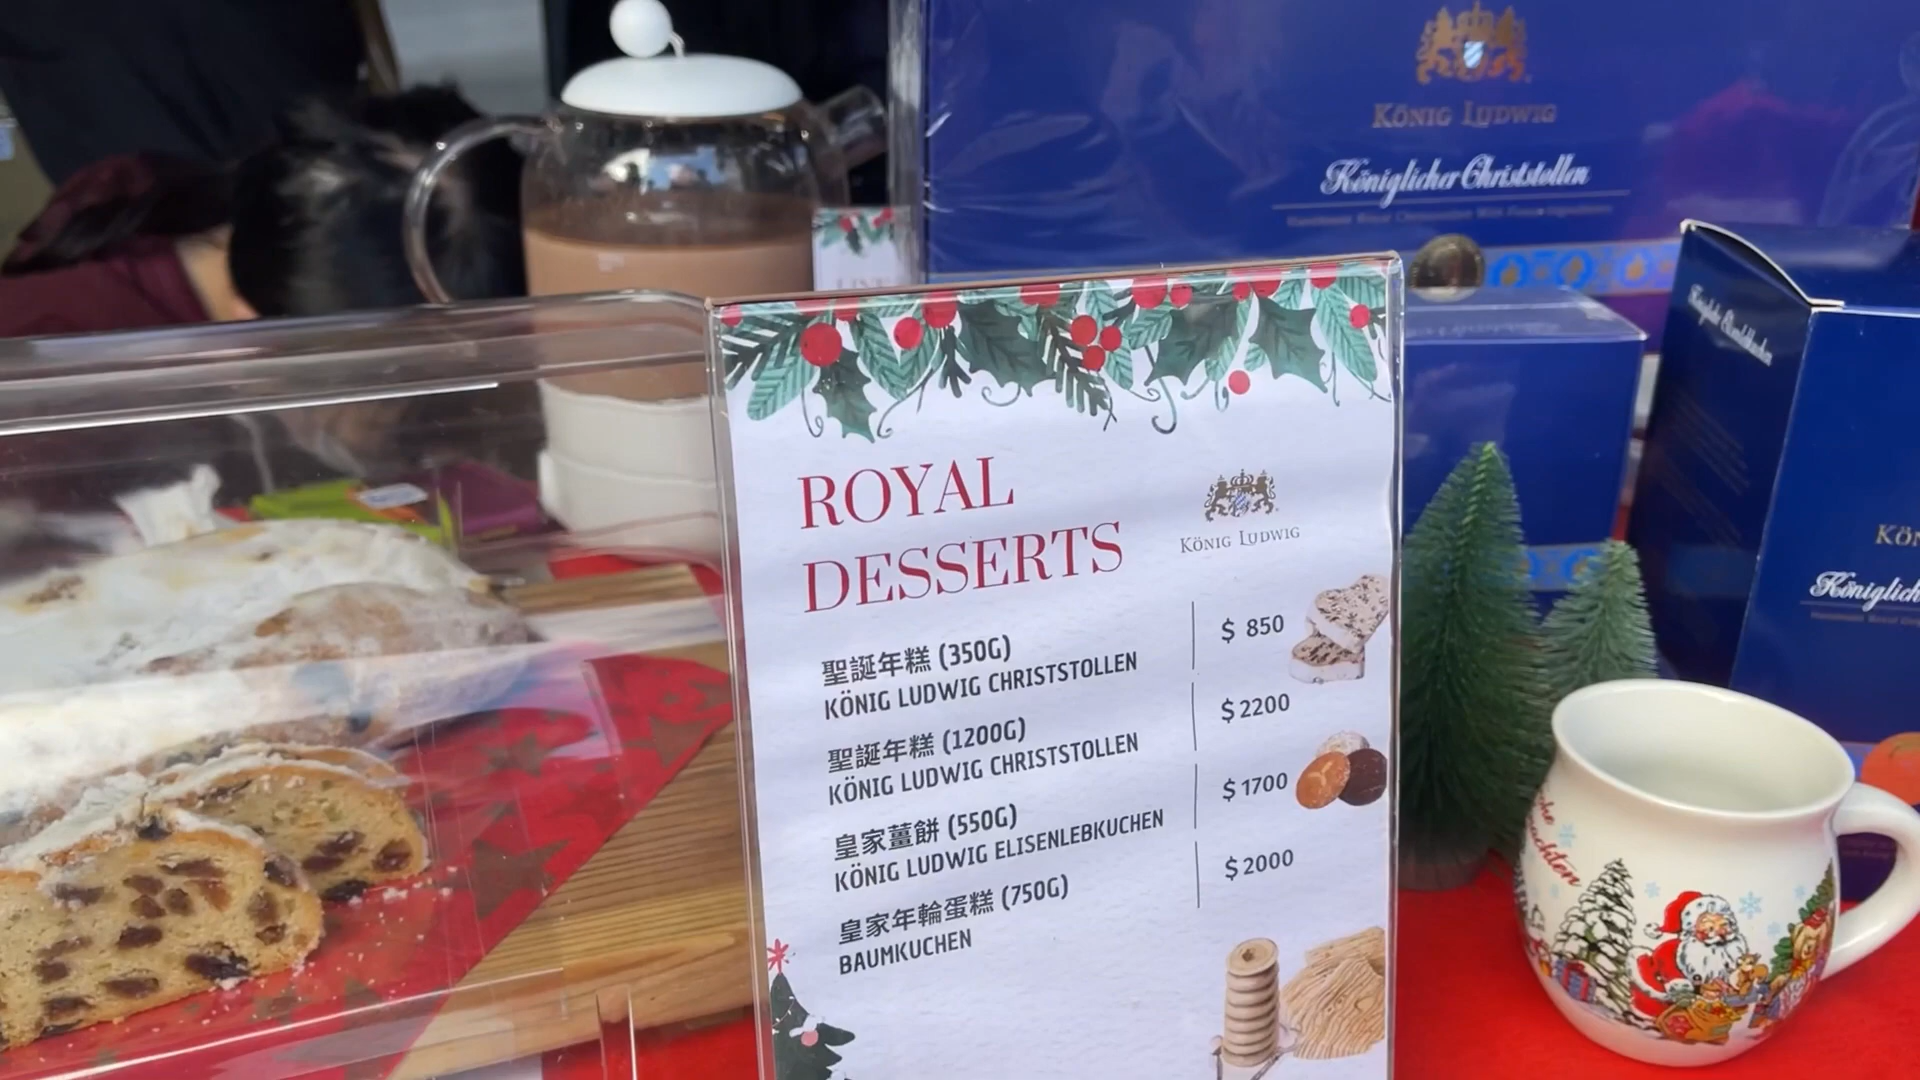 KÖNIG LUDWIG
Königlicher Christstollen
ROYAL
DESSERTS
KÖNIG LUDWIG
聖誕年糕 (350G)
KÖNIG LUDWIG CHRISTSTOLLEN
$ 850
聖誕年糕 (1200G)
KÖNIG LUDWIG CHRISTSTOLLEN
$ 2200
皇家薑餅 (550G)
KÖNIG LUDWIG ELISENLEBKUCHEN
$ 1700
皇家年輪蛋糕 (750G)
BAUMKUCHEN
$ 2000